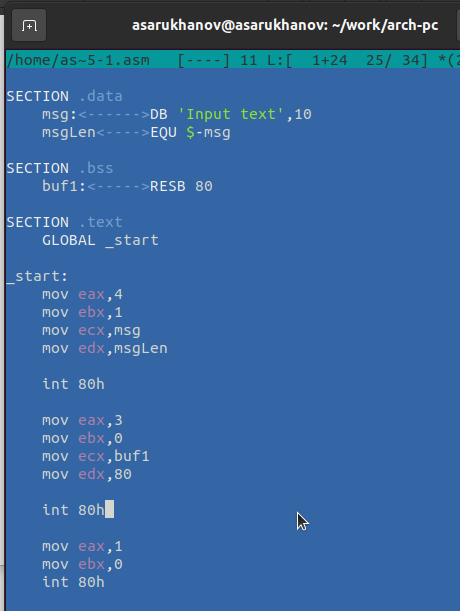 asarukhanov@asarukhanov: ~/work/arch-pc
/home/as~5-1.asm   [----] 11 L:[  1+24  25/ 34] *(2
SECTION .data
    msg:<------>DB 'Input text',10
    msgLen<---->EQU $-msg
SECTION .bss
    buf1:<----->RESB 80
SECTION .text
    GLOBAL _start
_start:
    mov eax,4
    mov ebx,1
    mov ecx,msg
    mov edx,msgLen
    int 80h
    mov eax,3
    mov ebx,0
    mov ecx,buf1
    mov edx,80
    int 80h
    mov eax,1
    mov ebx,0
    int 80h